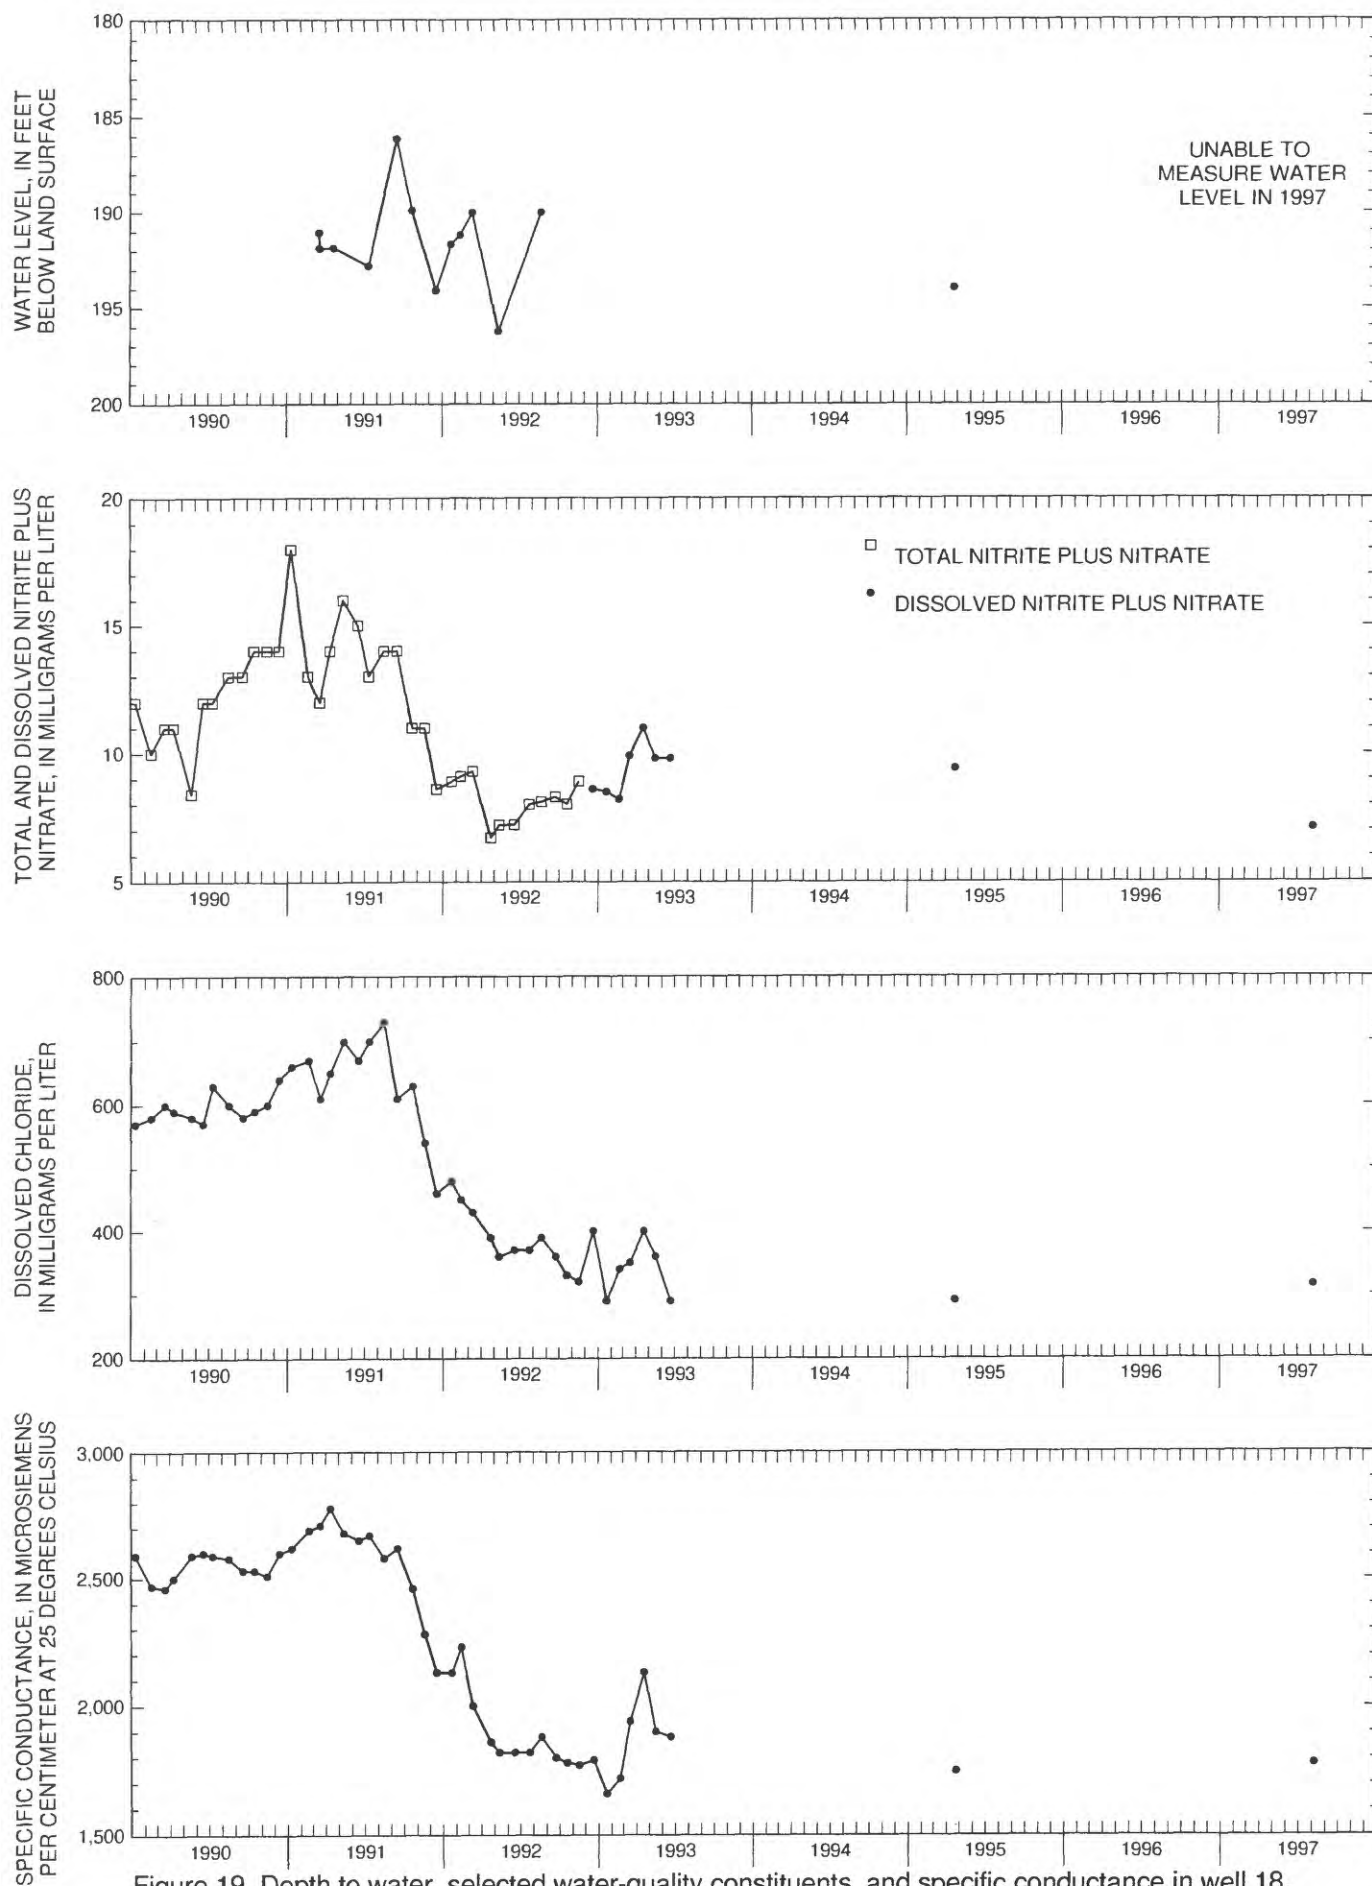 WATER LEVEL, IN FEET
BELOW LAND SURFACE
180
185
190
195
200
UNABLE TO
MEASURE WATER
LEVEL IN 1997
1990 1991 1992 1993 1994 1995 1996 1997
TOTAL AND DISSOLVED NITRITE PLUS
NITRATE, IN MILLIGRAMS PER LITER
20
15
10
5
TOTAL NITRITE PLUS NITRATE
DISSOLVED NITRITE PLUS NITRATE
1990 1991 1992 1993 1994 1995 1996 1997
DISSOLVED CHLORIDE,
IN MILLIGRAMS PER LITER
800
600
400
200
1990 1991 1992 1993 1994 1995 1996 1997
SPECIFIC CONDUCTANCE, IN MICROSIEMENS
PER CENTIMETER AT 25 DEGREES CELSIUS
3,000
2,500
2,000
1,500
1990 1991 1992 1993 1994 1995 1996 1997
Figure 19. Depth to water, selected water-quality constituents, and specific conductance in well 18